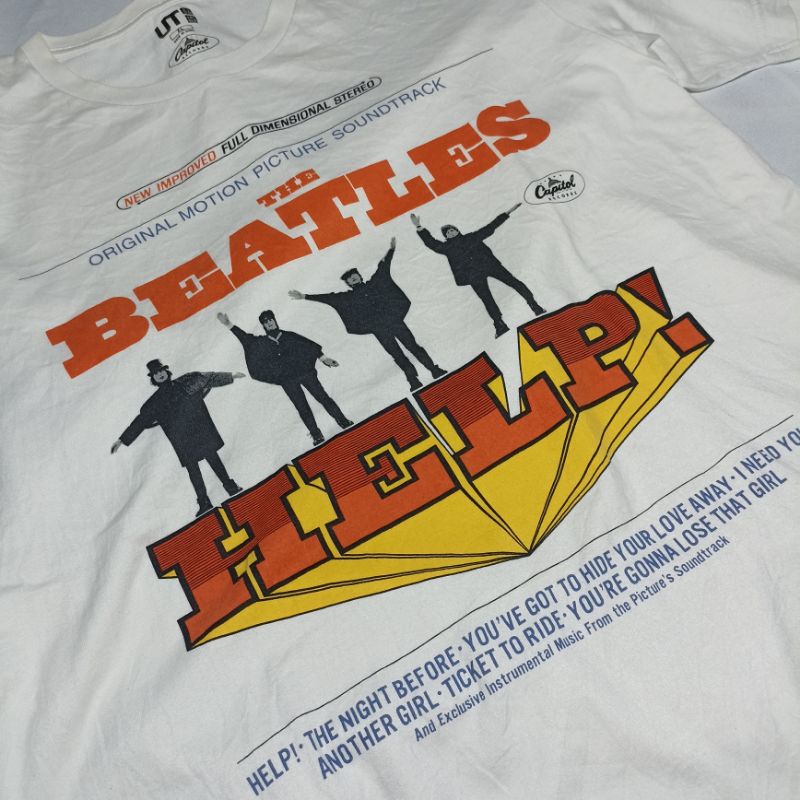 UT
Capitol
NEW IMPROVED FULL DIMENSIONAL STEREO
ORIGINAL MOTION PICTURE SOUNDTRACK
THE
BEATLES
Capitol
RECORDS
HELP!
HELP! · THE NIGHT BEFORE · YOU'VE GOT TO HIDE YOUR LOVE AWAY · I NEED YOU
ANOTHER GIRL · TICKET TO RIDE · YOU'RE GONNA LOSE THAT GIRL
And Exclusive Instrumental Music From the Picture's Soundtrack